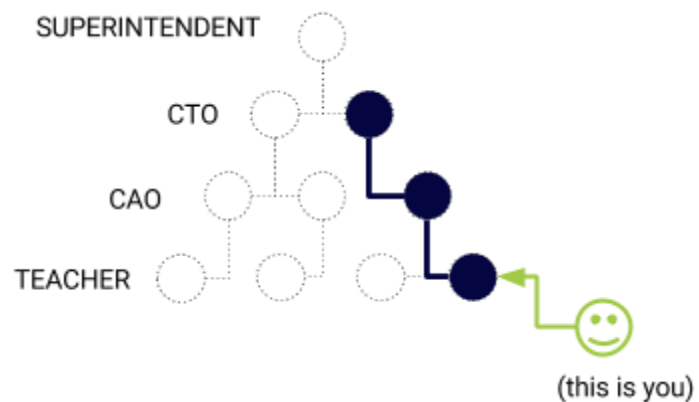 SUPERINTENDENT
CTO
CAO
TEACHER
(this is you)